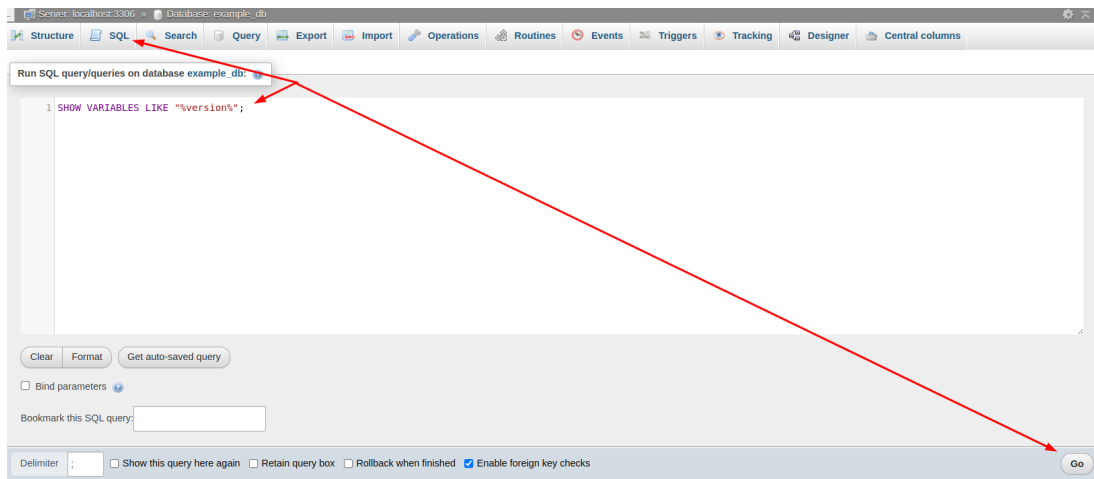 Server: localhost:3306 » Database: example_db
Structure SQL Search Query Export Import Operations Routines Events Triggers Tracking Designer Central columns
Run SQL query/queries on database example_db:
1 SHOW VARIABLES LIKE "%version%";
Clear Format Get auto-saved query
Bind parameters
Bookmark this SQL query:
Delimiter ; Show this query here again Retain query box Rollback when finished Enable foreign key checks Go